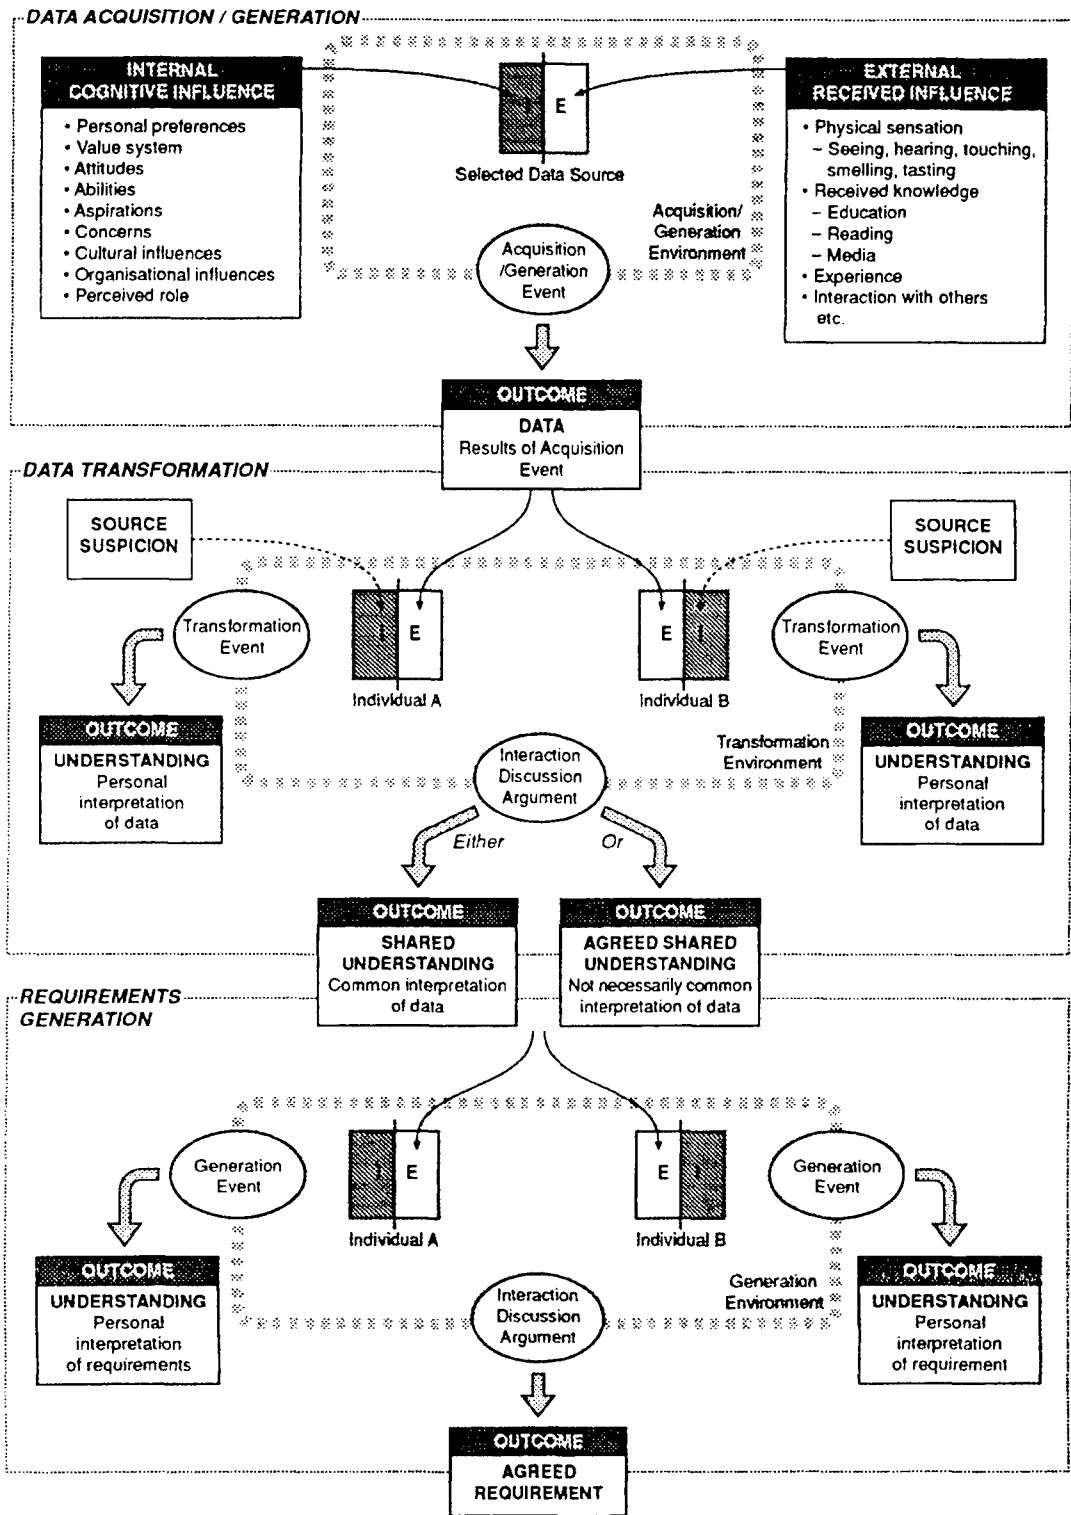 DATA ACQUISITION / GENERATION
INTERNAL
COGNITIVE INFLUENCE
• Personal preferences
• Value system
• Attitudes
• Abilities
• Aspirations
• Concerns
• Cultural influences
• Organisational influences
• Perceived role
I E
Selected Data Source
EXTERNAL
RECEIVED INFLUENCE
• Physical sensation
– Seeing, hearing, touching,
smelling, tasting
• Received knowledge
– Education
– Reading
– Media
• Experience
• Interaction with others
etc.
Acquisition/
Generation
Environment
Acquisition
/Generation
Event
OUTCOME
DATA
Results of Acquisition
Event
DATA TRANSFORMATION
SOURCE
SUSPICION
SOURCE
SUSPICION
Transformation
Event
I E
Individual A
E I
Individual B
Transformation
Event
OUTCOME
UNDERSTANDING
Personal
interpretation
of data
Interaction
Discussion
Argument
Transformation
Environment
OUTCOME
UNDERSTANDING
Personal
interpretation
of data
Either
Or
OUTCOME
SHARED
UNDERSTANDING
Common interpretation
of data
OUTCOME
AGREED SHARED
UNDERSTANDING
Not necessarily common
interpretation of data
REQUIREMENTS
GENERATION
Generation
Event
I E
Individual A
E I
Individual B
Generation
Event
OUTCOME
UNDERSTANDING
Personal
interpretation
of requirements
Interaction
Discussion
Argument
Generation
Environment
OUTCOME
UNDERSTANDING
Personal
interpretation
of requirement
OUTCOME
AGREED
REQUIREMENT